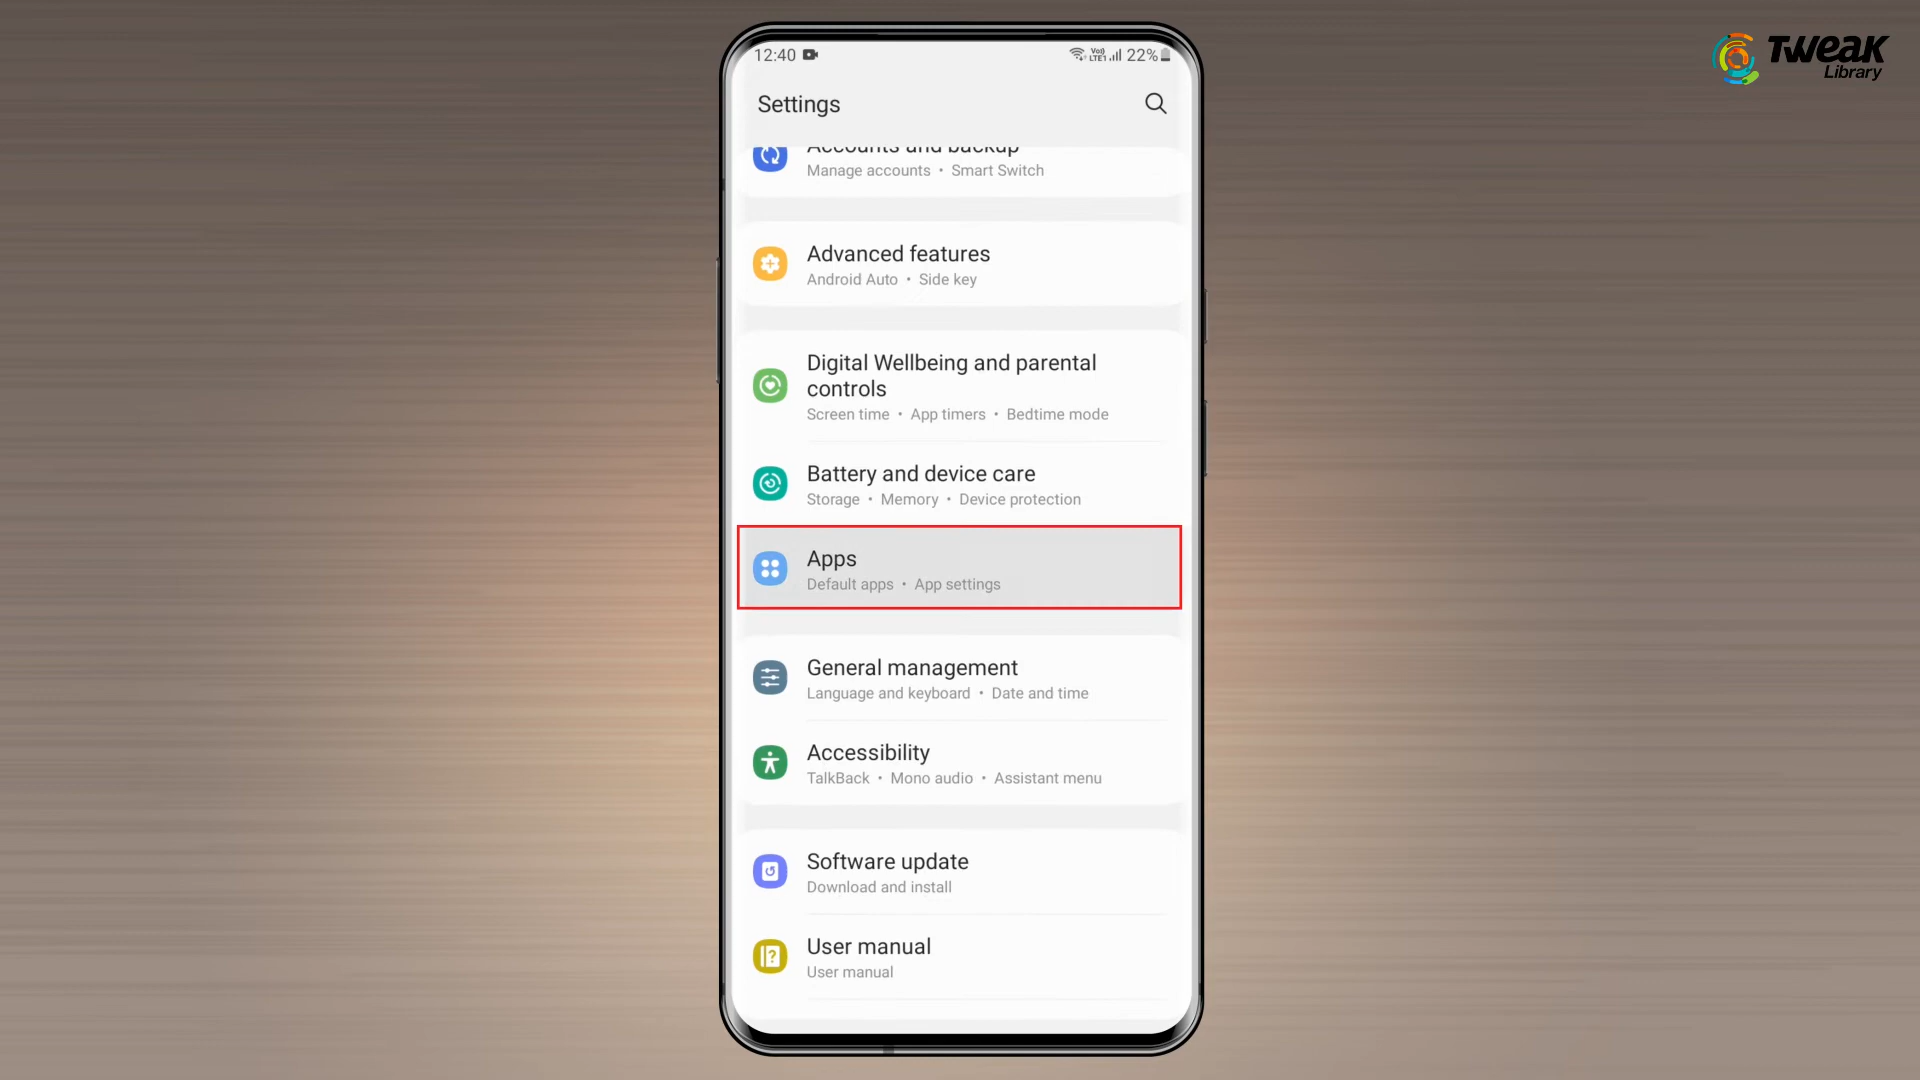 TWEAK
Library
12:40
Vo)) LTE1 22%
Settings
Accounts and backup
Manage accounts • Smart Switch
Advanced features
Android Auto • Side key
Digital Wellbeing and parental
controls
Screen time • App timers • Bedtime mode
Battery and device care
Storage • Memory • Device protection
Apps
Default apps • App settings
General management
Language and keyboard • Date and time
Accessibility
TalkBack • Mono audio • Assistant menu
Software update
Download and install
User manual
User manual